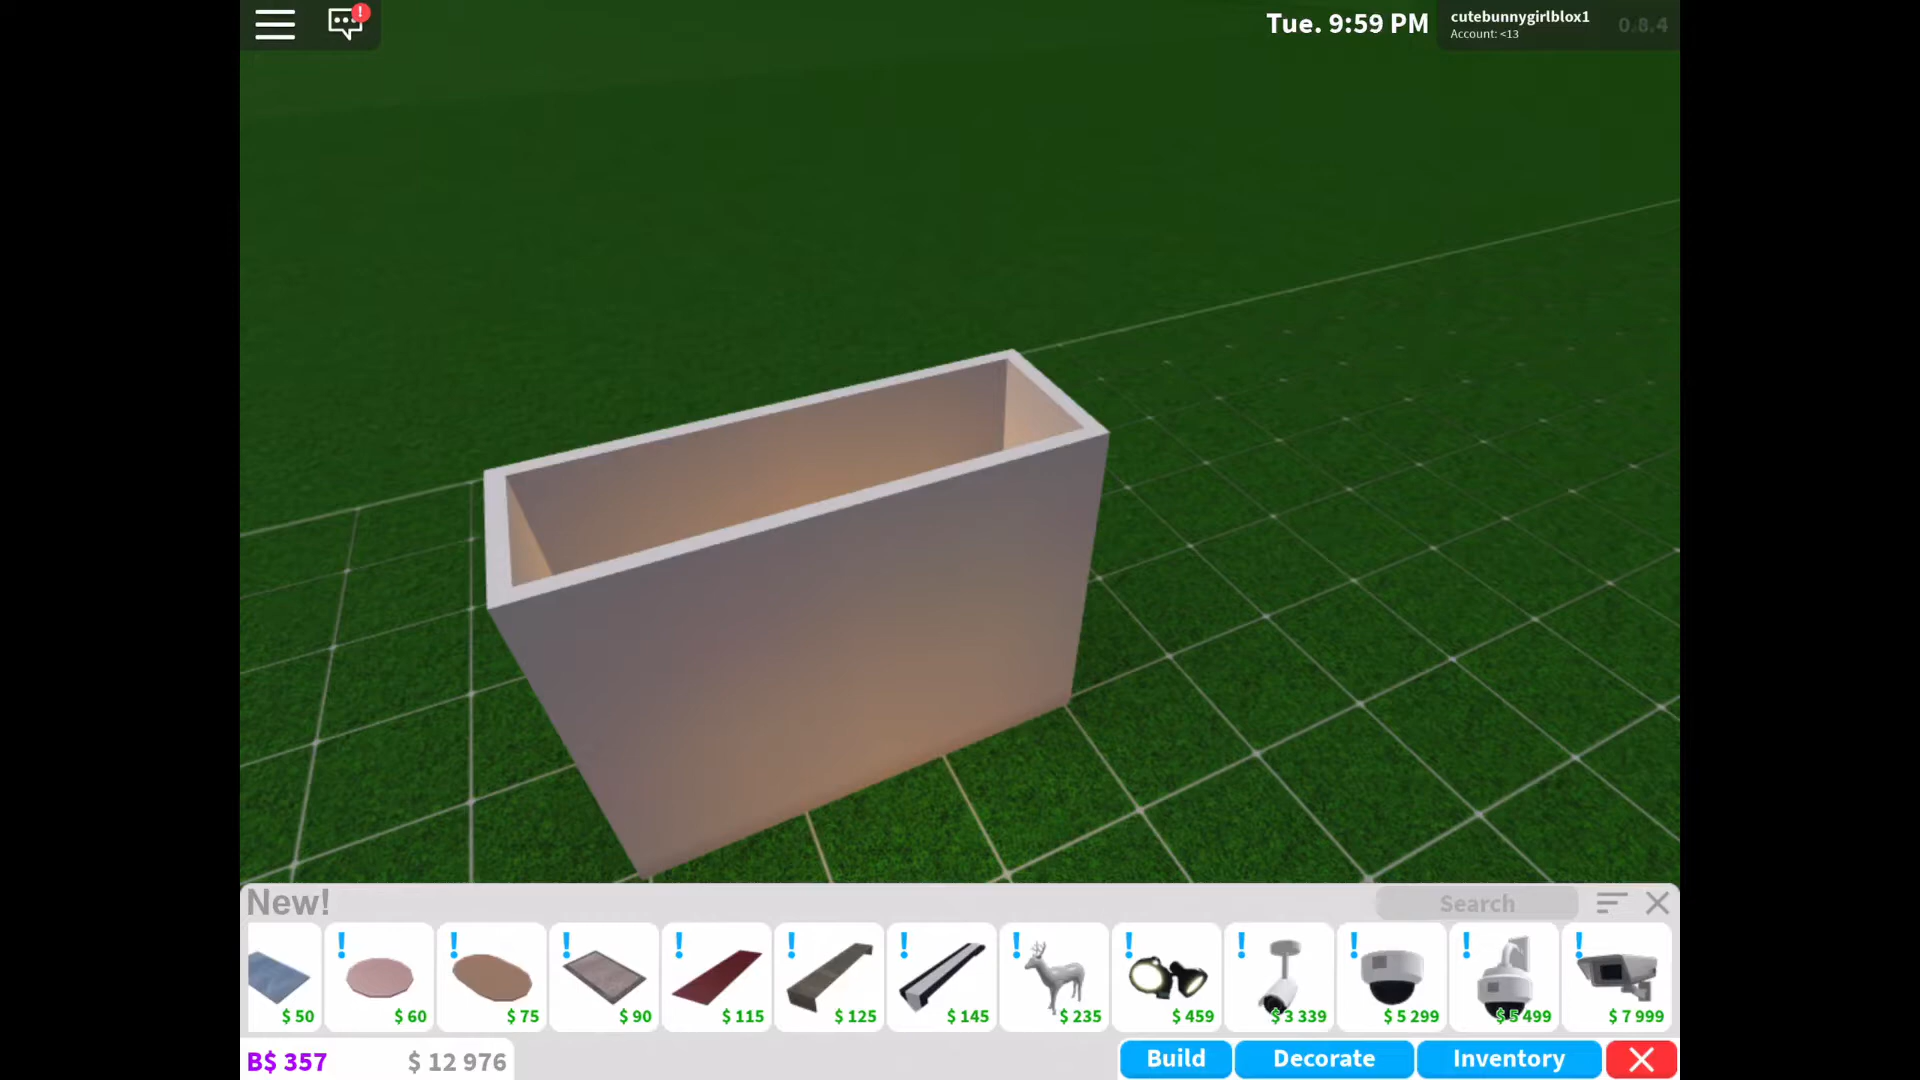 !
Tue. 9:59 PM
cutebunnygirlblox1
Account: <13
0.8.4
New!
Search
! ! ! ! ! ! ! ! ! ! ! !
$ 50 $ 60 $ 75 $ 90 $ 115 $ 125 $ 145 $ 235 $ 459 $ 3 339 $ 5 299 $ 5 499 $ 7 999
B$ 357 $ 12 976
Build Decorate Inventory